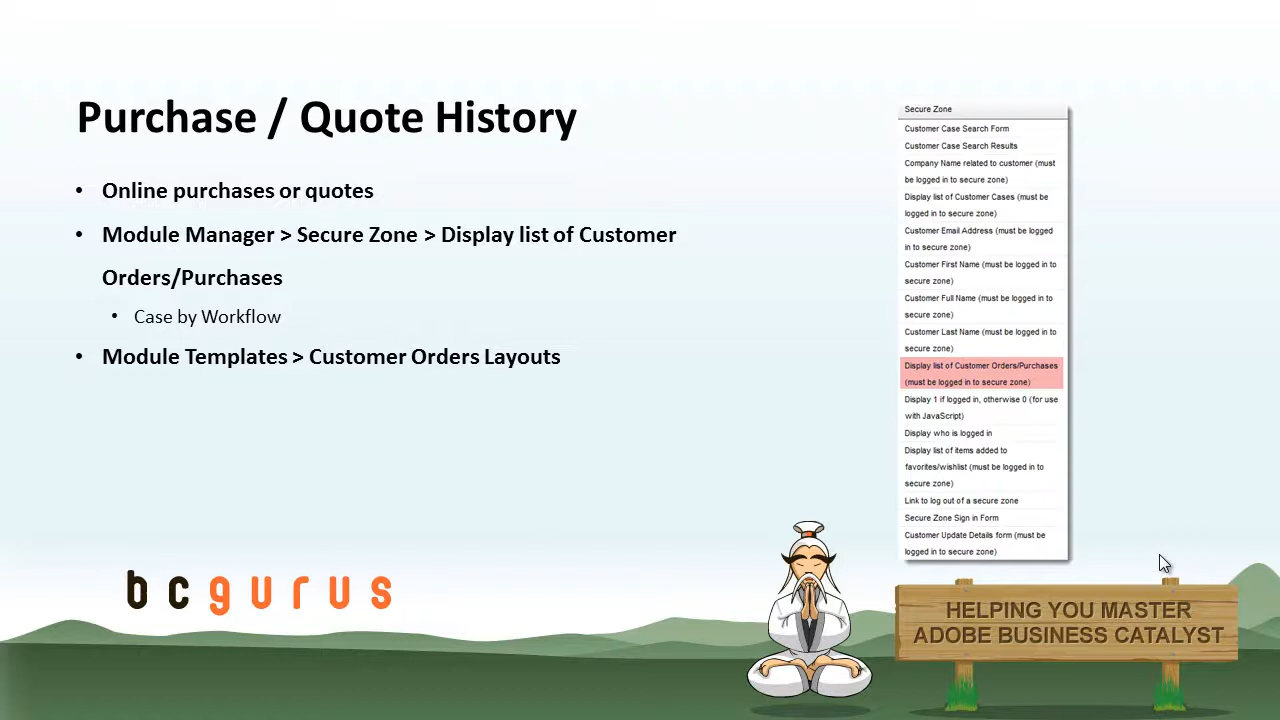 Purchase / Quote History
• Online purchases or quotes
• Module Manager > Secure Zone > Display list of Customer
Orders/Purchases
• Case by Workflow
• Module Templates > Customer Orders Layouts
Secure Zone
Customer Case Search Form
Customer Case Search Results
Company Name related to customer (must
be logged in to secure zone)
Display list of Customer Cases (must be
logged in to secure zone)
Customer Email Address (must be logged
in to secure zone)
Customer First Name (must be logged in to
secure zone)
Customer Full Name (must be logged in to
secure zone)
Customer Last Name (must be logged in to
secure zone)
Display list of Customer Orders/Purchases
(must be logged in to secure zone)
Display 1 if logged in, otherwise 0 (for use
with JavaScript)
Display who is logged in
Display list of items added to
favorites/wishlist (must be logged in to
secure zone)
Link to log out of a secure zone
Secure Zone Sign in Form
Customer Update Details form (must be
logged in to secure zone)
bcgurus
HELPING YOU MASTER
ADOBE BUSINESS CATALYST